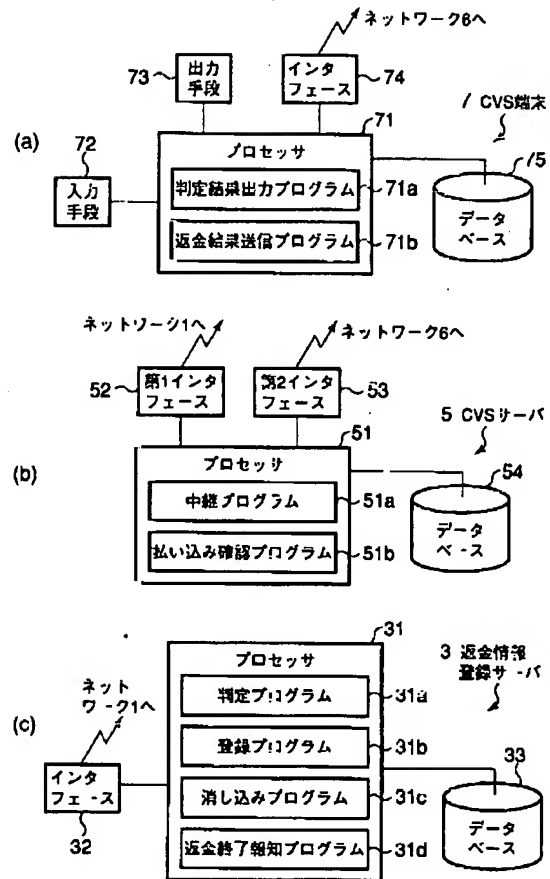 ネットワーク6へ
73
出力
手段
インタ
フェース
74
7 CVS端末
(a)
71
プロセッサ
75
72
入力
手段
判定結果出力プログラム
71a
返金結果送信プログラム
71b
データ
ベース
ネットワーク1へ
ネットワーク6へ
52
第1インタ
フェース
第2インタ
フェース
53
5 CVSサーバ
(b)
51
プロセッサ
54
中継プログラム
51a
払い込み確認プログラム
51b
データ
ベース
31
プロセッサ
3 返金情報
登録サーバ
(c)
ネット
ワーク1へ
判定プログラム
31a
登録プログラム
31b
33
インタ
フェース
32
消し込みプログラム
31c
返金終了報知プログラム
31d
データ
ベース